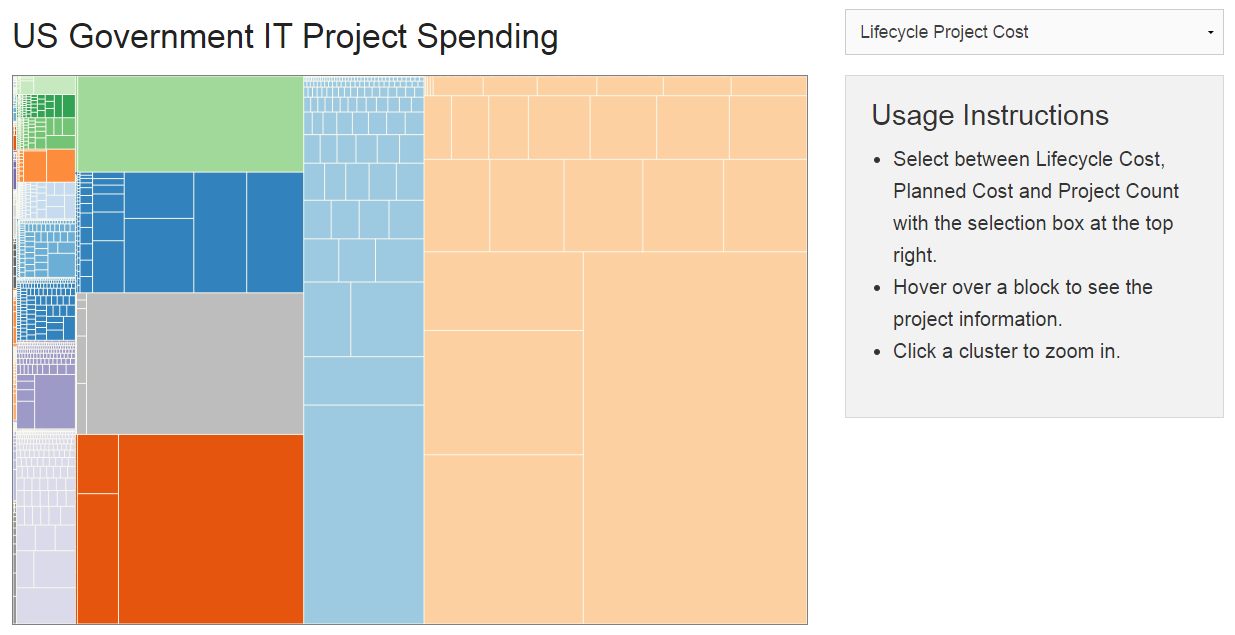 US Government IT Project Spending
Lifecycle Project Cost
Usage Instructions
• Select between Lifecycle Cost,
Planned Cost and Project Count
with the selection box at the top
right.
• Hover over a block to see the
project information.
• Click a cluster to zoom in.